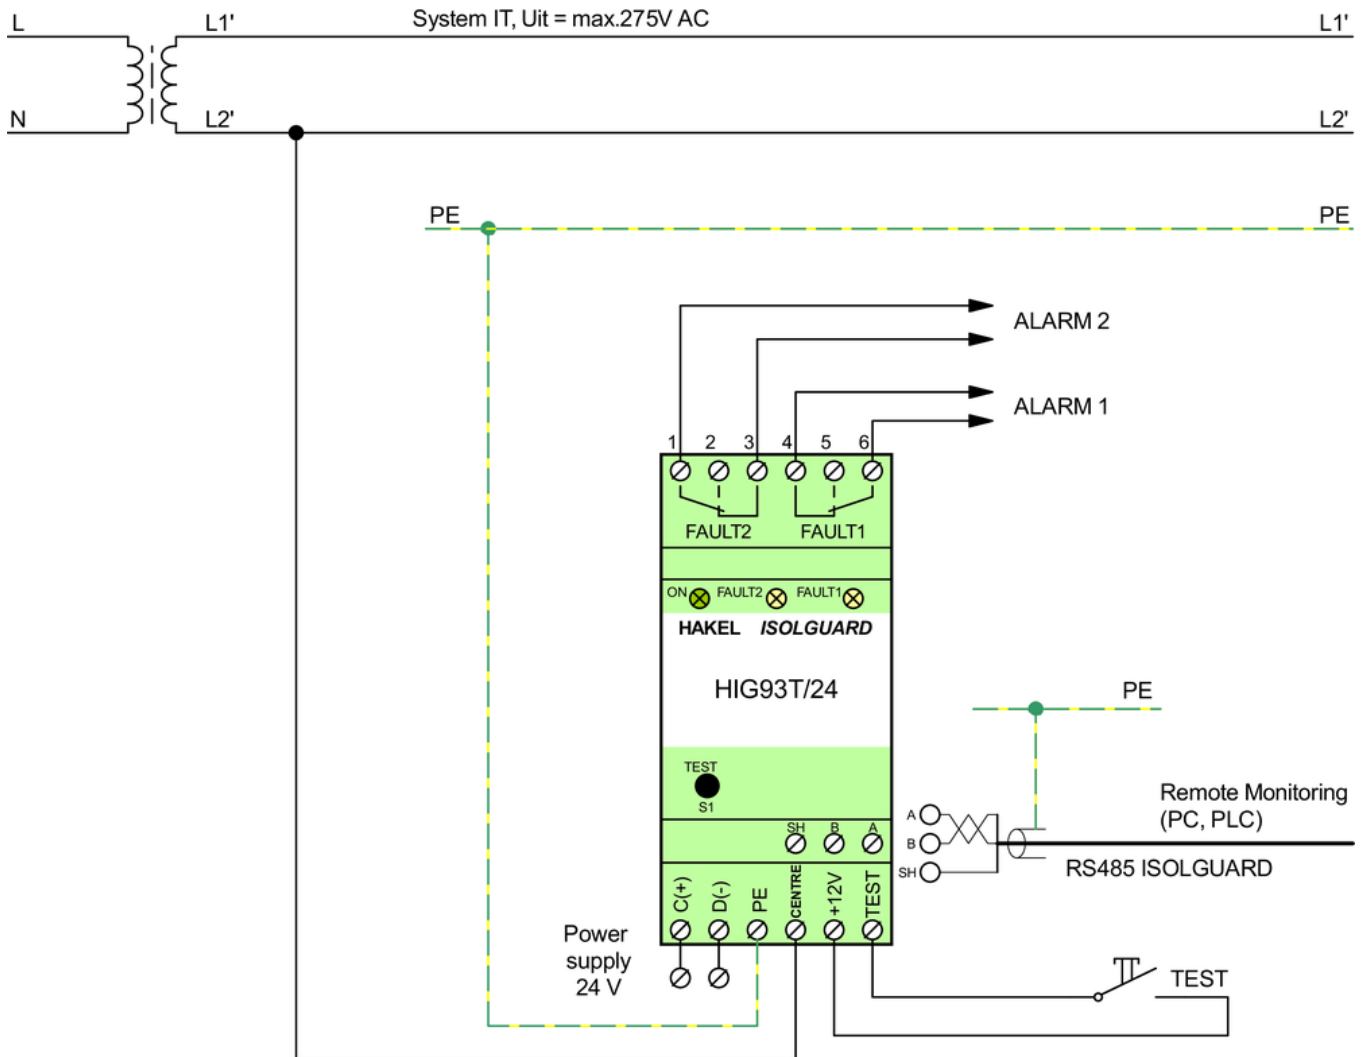 L L1' System IT, Uit = max.275V AC L1'
N L2' L2'
PE PE
ALARM 2
ALARM 1
1 2 3 4 5 6
FAULT2 FAULT1
ON FAULT2 FAULT1
HAKEL ISOLGUARD
HIG93T/24
PE
TEST
S1
Remote Monitoring
(PC, PLC)
A
B
SH
RS485 ISOLGUARD
SH B A
C(+) D(-) PE CENTRE +12V TEST
Power
supply
24 V
TEST